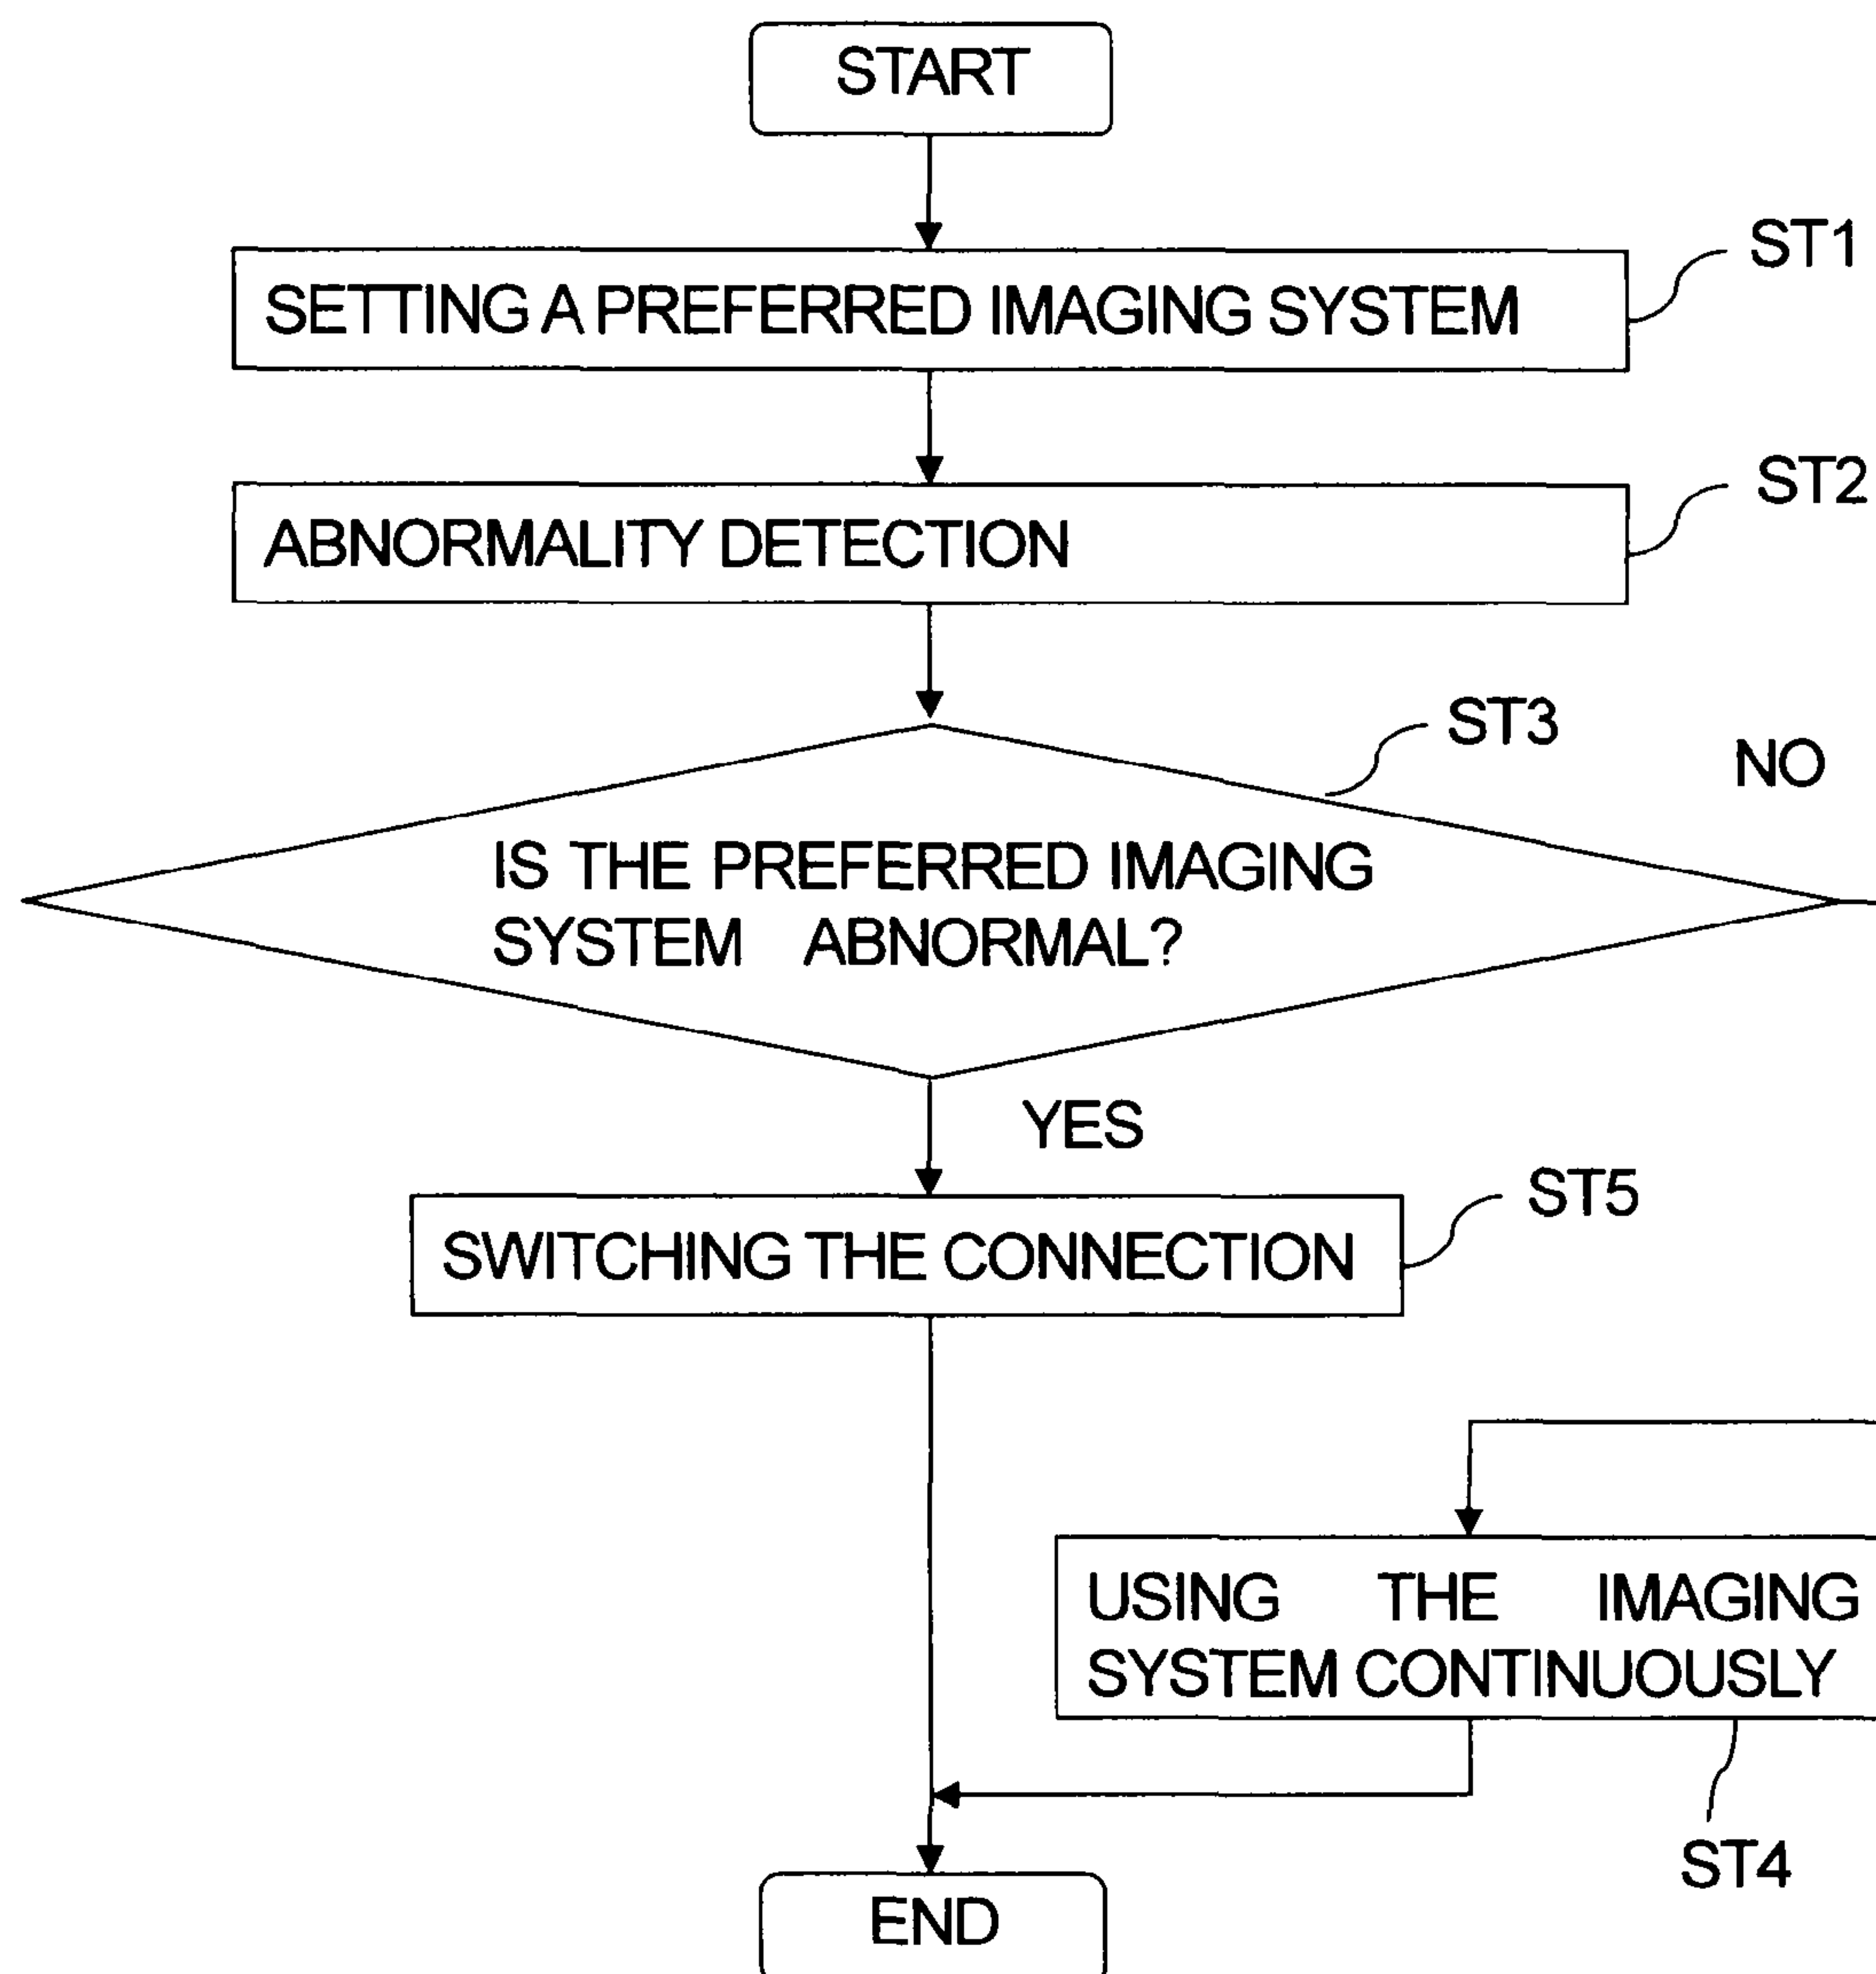 START
ST1
SETTING A PREFERRED IMAGING SYSTEM
ST2
ABNORMALITY DETECTION
ST3
NO
IS THE PREFERRED IMAGING
SYSTEM ABNORMAL?
YES
ST5
SWITCHING THE CONNECTION
USING THE IMAGING
SYSTEM CONTINUOUSLY
ST4
END